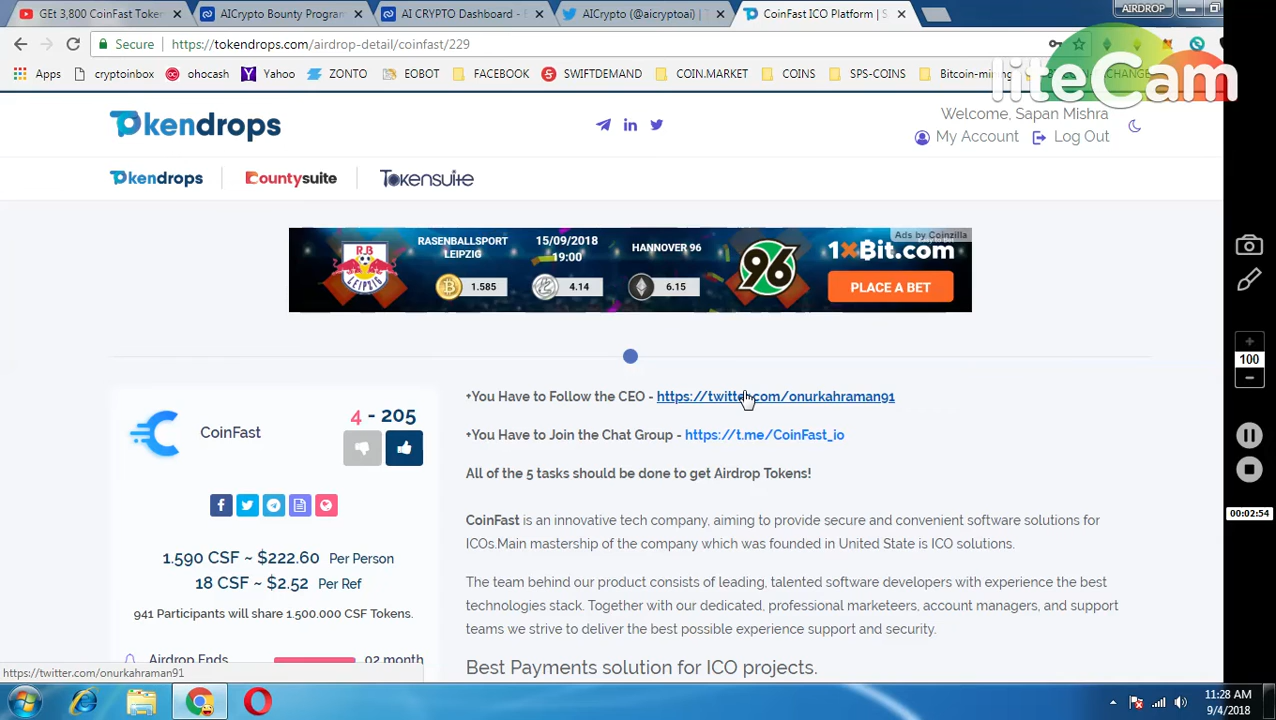 GEt 3,800 CoinFast Token
AICrypto Bounty Program
AI CRYPTO Dashboard -
AICrypto (@aicryptoai) |
CoinFast ICO Platform | S
AIRDROP
Secure
https://tokendrops.com/airdrop-detail/coinfast/229
Apps
cryptoinbox
ohocash
Yahoo
ZONTO
EOBOT
FACEBOOK
SWIFTDEMAND
COIN.MARKET
COINS
SPS-COINS
Bitcoin-mining
liteCam
Tokendrops
Welcome, Sapan Mishra
My Account
Log Out
Tokendrops
Bountysuite
Tokensuite
Ads by Coinzilla
RASENBALLSPORT
LEIPZIG
15/09/2018
19:00
HANNOVER 96
1.585
4.14
6.15
96
1xBit.com
PLACE A BET
+You Have to Follow the CEO - https://twitter.com/onurkahraman91
+You Have to Join the Chat Group - https://t.me/CoinFast_io
All of the 5 tasks should be done to get Airdrop Tokens!
CoinFast
4 - 205
CoinFast is an innovative tech company, aiming to provide secure and convenient software solutions for
ICOs.Main mastership of the company which was founded in United State is ICO solutions.
1.590 CSF ~ $222.60 Per Person
18 CSF ~ $2.52 Per Ref
941 Participants will share 1.500.000 CSF Tokens.
Airdrop Ends
02 month
The team behind our product consists of leading, talented software developers with experience the best
technologies stack. Together with our dedicated, professional marketeers, account managers, and support
teams we strive to deliver the best possible experience support and security.
Best Payments solution for ICO projects.
https://twitter.com/onurkahraman91
100
00:02:54
11:28 AM
9/4/2018